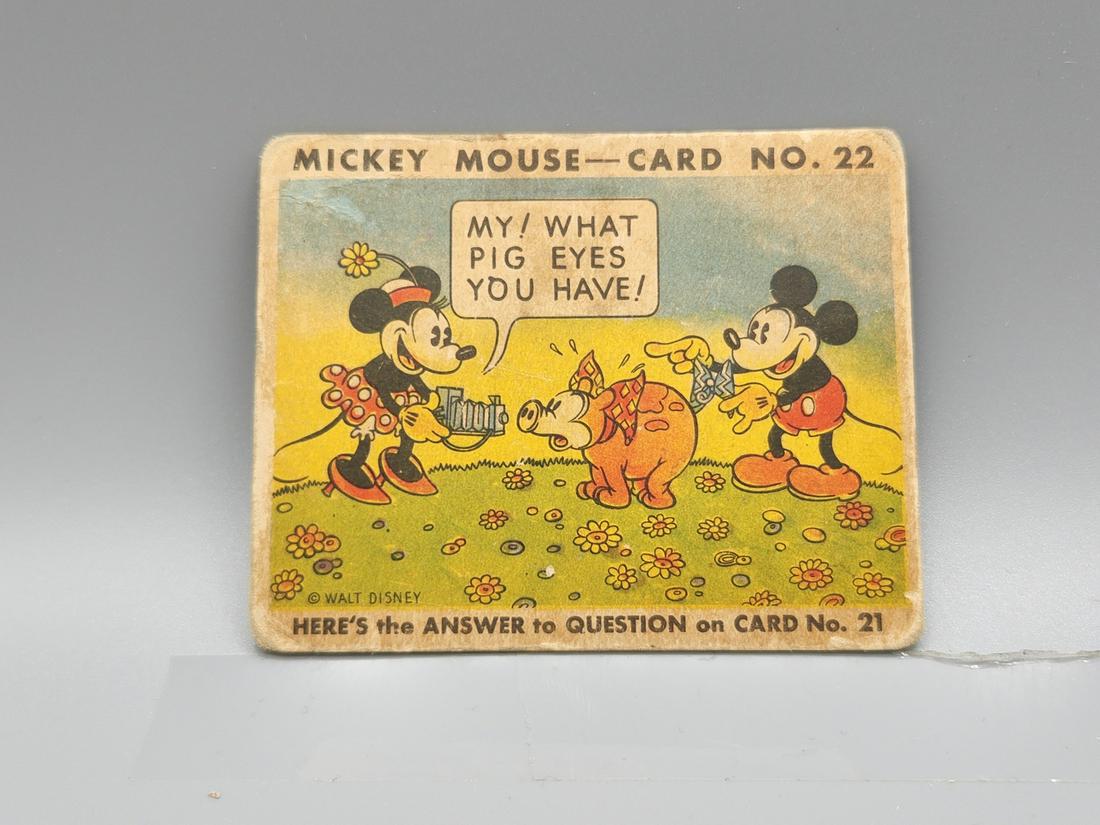 MICKEY MOUSE—CARD NO. 22
MY! WHAT
PIG EYES
YOU HAVE!
© WALT DISNEY
HERE'S the ANSWER to QUESTION on CARD No. 21